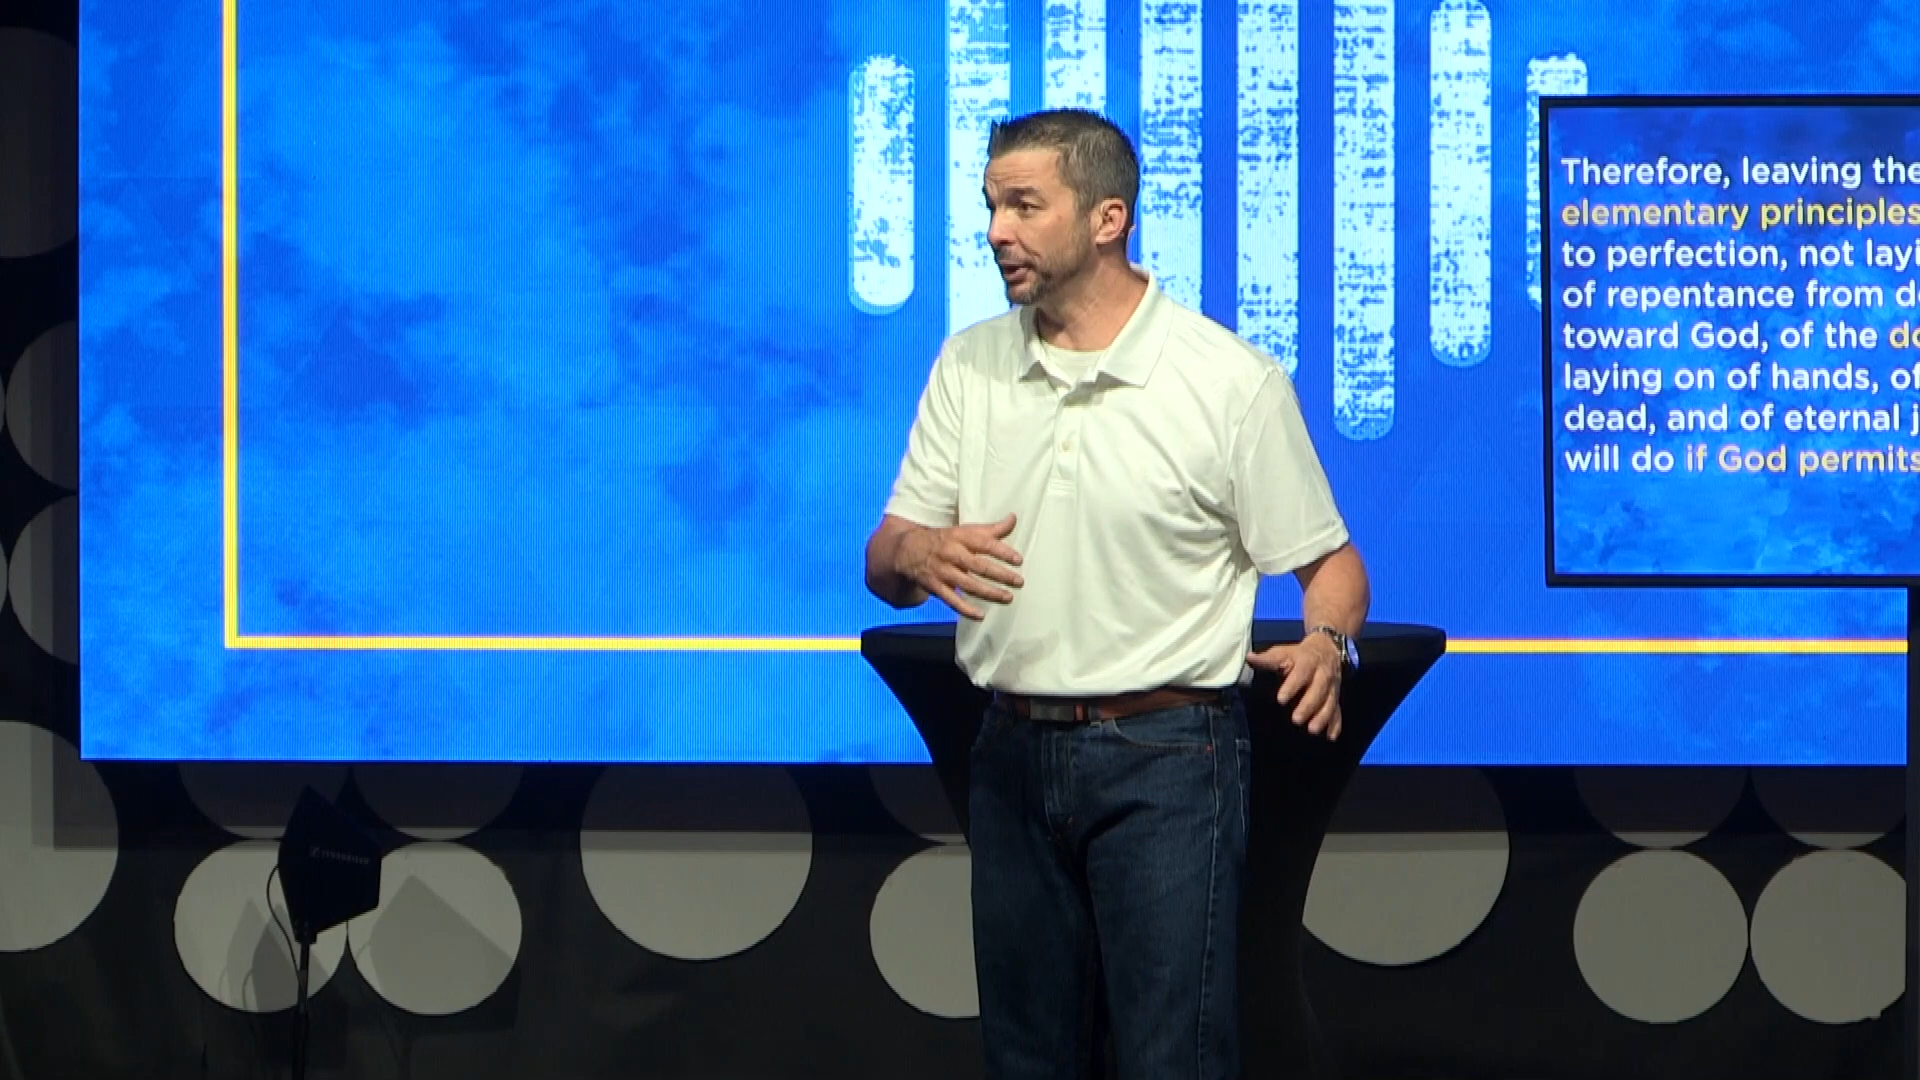 Therefore, leaving the
elementary principles
to perfection, not layi
of repentance from d
toward God, of the do
laying on of hands, of
dead, and of eternal j
will do if God permits
SENNHEISER